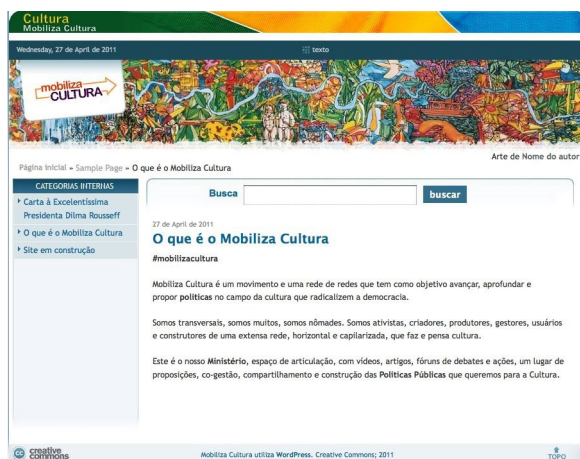 Cultura
Mobiliza Cultura
Wednesday, 27 de April de 2011
texto
mobiliza
CULTURA
Arte de Nome do autor
Página inicial » Sample Page » O que é o Mobiliza Cultura
CATEGORIAS INTERNAS
Carta à Excelentíssima
Presidenta Dilma Rousseff
O que é o Mobiliza Cultura
Site em construção
Busca
buscar
27 de April de 2011
O que é o Mobiliza Cultura
#mobilizacultura
Mobiliza Cultura é um movimento e uma rede de redes que tem como objetivo avançar, aprofundar e
propor políticas no campo da cultura que radicalizem a democracia.
Somos transversais, somos muitos, somos nômades. Somos ativistas, criadores, produtores, gestores, usuários
e construtores de uma extensa rede, horizontal e capilarizada, que faz e pensa cultura.
Este é o nosso Ministério, espaço de articulação, com vídeos, artigos, fóruns de debates e ações, um lugar de
proposições, co-gestão, compartilhamento e construção das Políticas Públicas que queremos para a Cultura.
cc creative
commons
Mobiliza Cultura utiliza WordPress. Creative Commons; 2011
TOPO